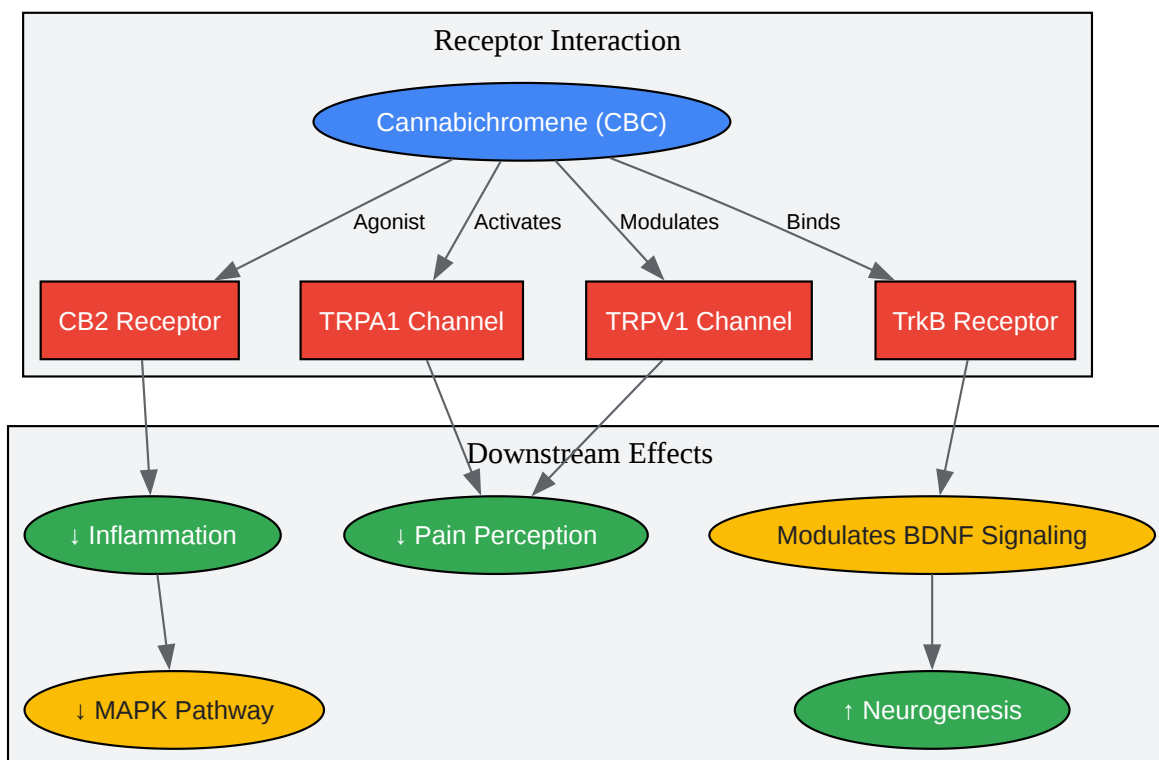 Receptor Interaction
Cannabichromene (CBC)
Agonist
Activates
Modulates
Binds
CB2 Receptor
TRPA1 Channel
TRPV1 Channel
TrkB Receptor
Downstream Effects
↓ Inflammation
↓ Pain Perception
Modulates BDNF Signaling
↓ MAPK Pathway
↑ Neurogenesis